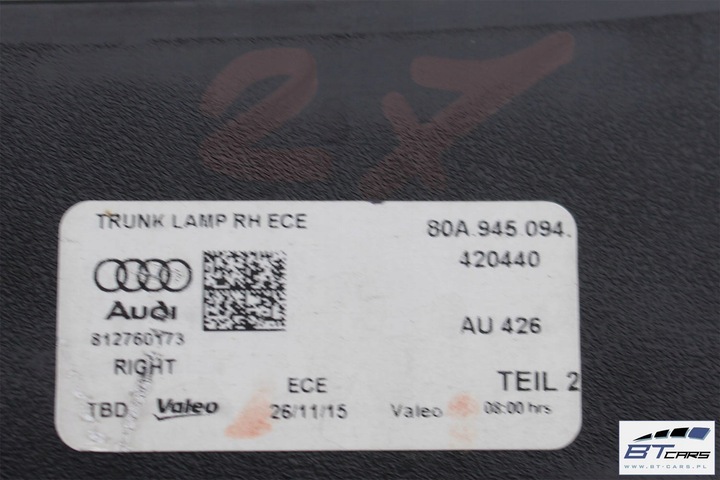 27
TRUNK LAMP RH ECE 80A.945.094.
420440
Audi
812760Y73 AU 426
RIGHT TEIL 2
ECE
TBD Valeo 26/11/15 Valeo 08:00 hrs
BTCARS
WWW.BT-CARS.PL